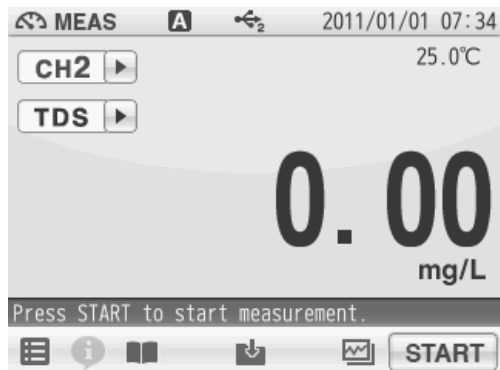 MEAS A 2 2011/01/01 07:34
CH2 25.0℃
TDS
0.00
mg/L
Press START to start measurement.
START